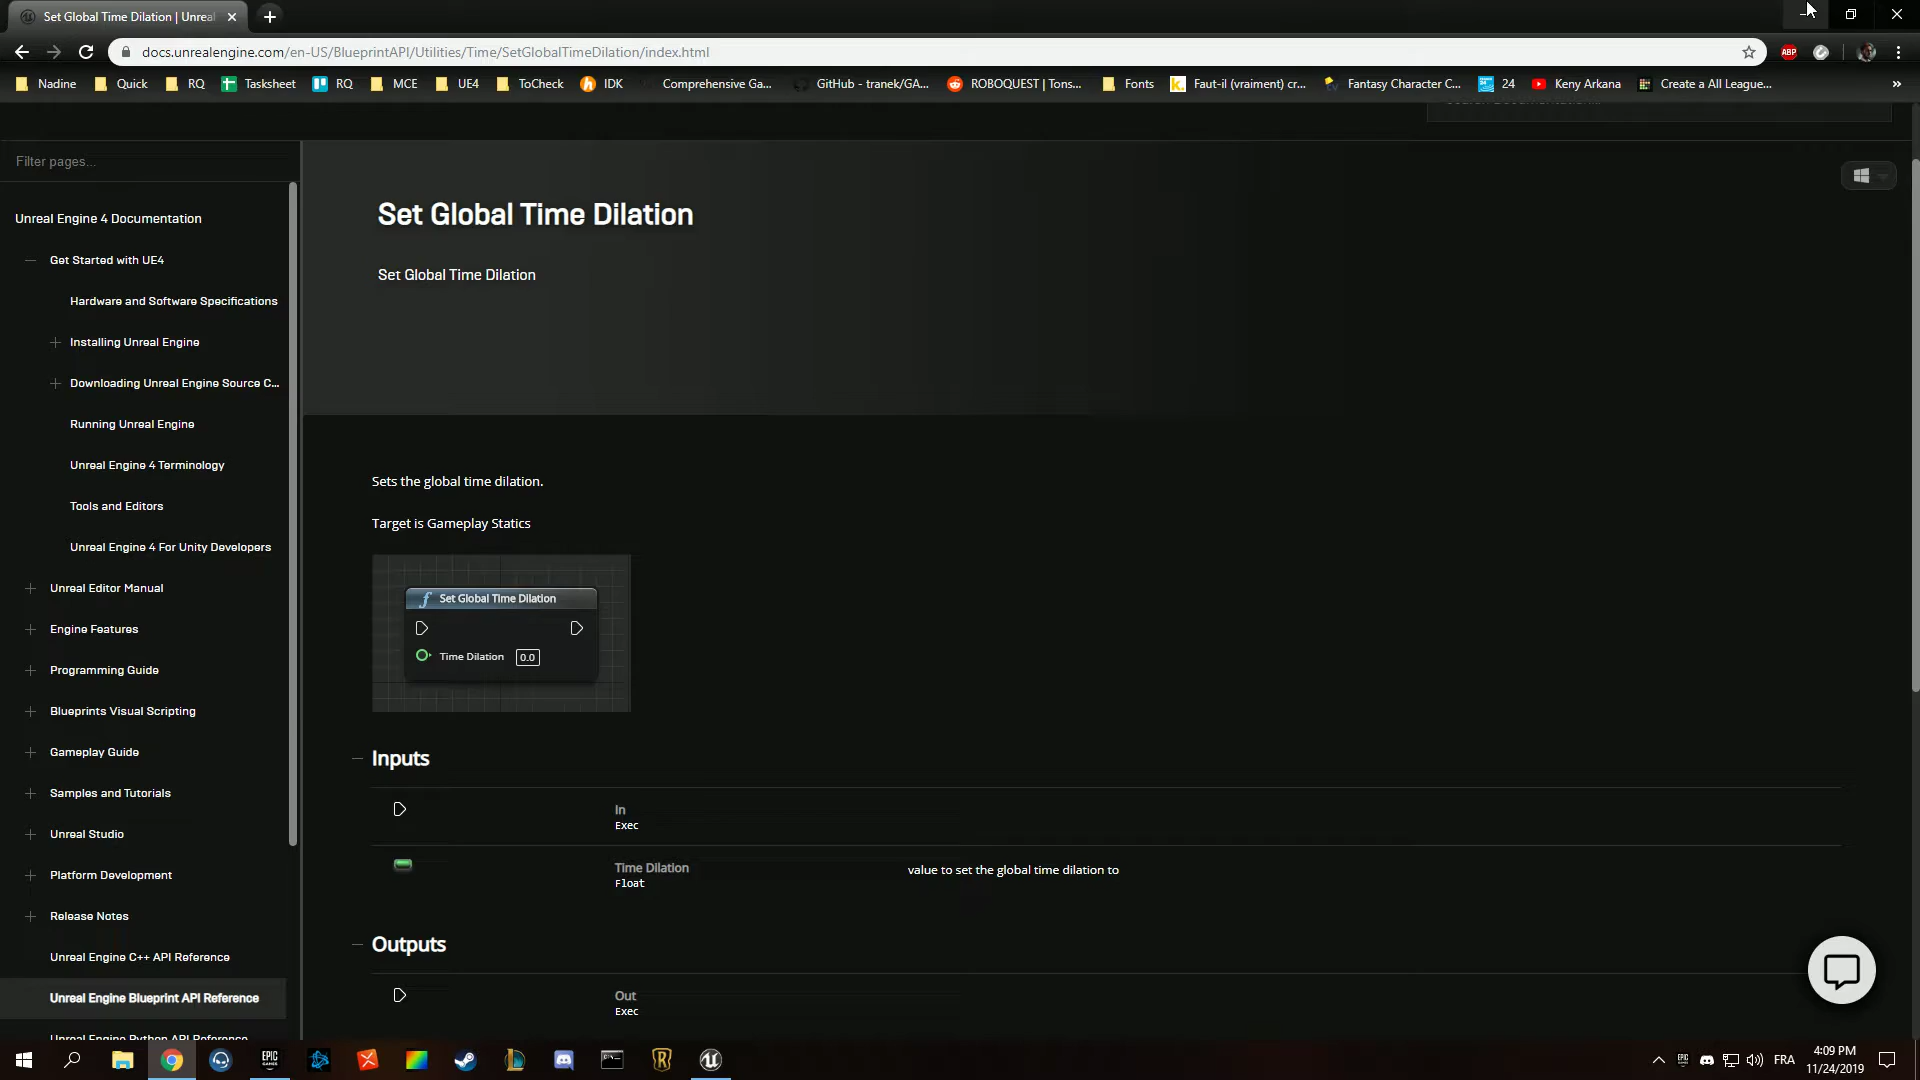 Set Global Time Dilation | Unreal
docs.unrealengine.com/en-US/BlueprintAPI/Utilities/Time/SetGlobalTimeDilation/index.html
ABP
Nadine Quick RQ Tasksheet RQ MCE UE4 ToCheck IDK Comprehensive Ga... GitHub - tranek/GA... ROBOQUEST | Tons... Fonts Faut-il (vraiment) cr... Fantasy Character C... 24 Keny Arkana Create a All League... »
Filter pages...
Unreal Engine 4 Documentation
Get Started with UE4
Hardware and Software Specifications
Installing Unreal Engine
Downloading Unreal Engine Source C...
Running Unreal Engine
Unreal Engine 4 Terminology
Tools and Editors
Unreal Engine 4 For Unity Developers
Unreal Editor Manual
Engine Features
Programming Guide
Blueprints Visual Scripting
Gameplay Guide
Samples and Tutorials
Unreal Studio
Platform Development
Release Notes
Unreal Engine C++ API Reference
Unreal Engine Blueprint API Reference
Unreal Engine Python API Reference
Set Global Time Dilation
Set Global Time Dilation
Sets the global time dilation.
Target is Gameplay Statics
f Set Global Time Dilation
Time Dilation 0.0
Inputs
In
Exec
Time Dilation
Float
value to set the global time dilation to
Outputs
Out
Exec
EPIC GAMES
FRA
4:09 PM
11/24/2019